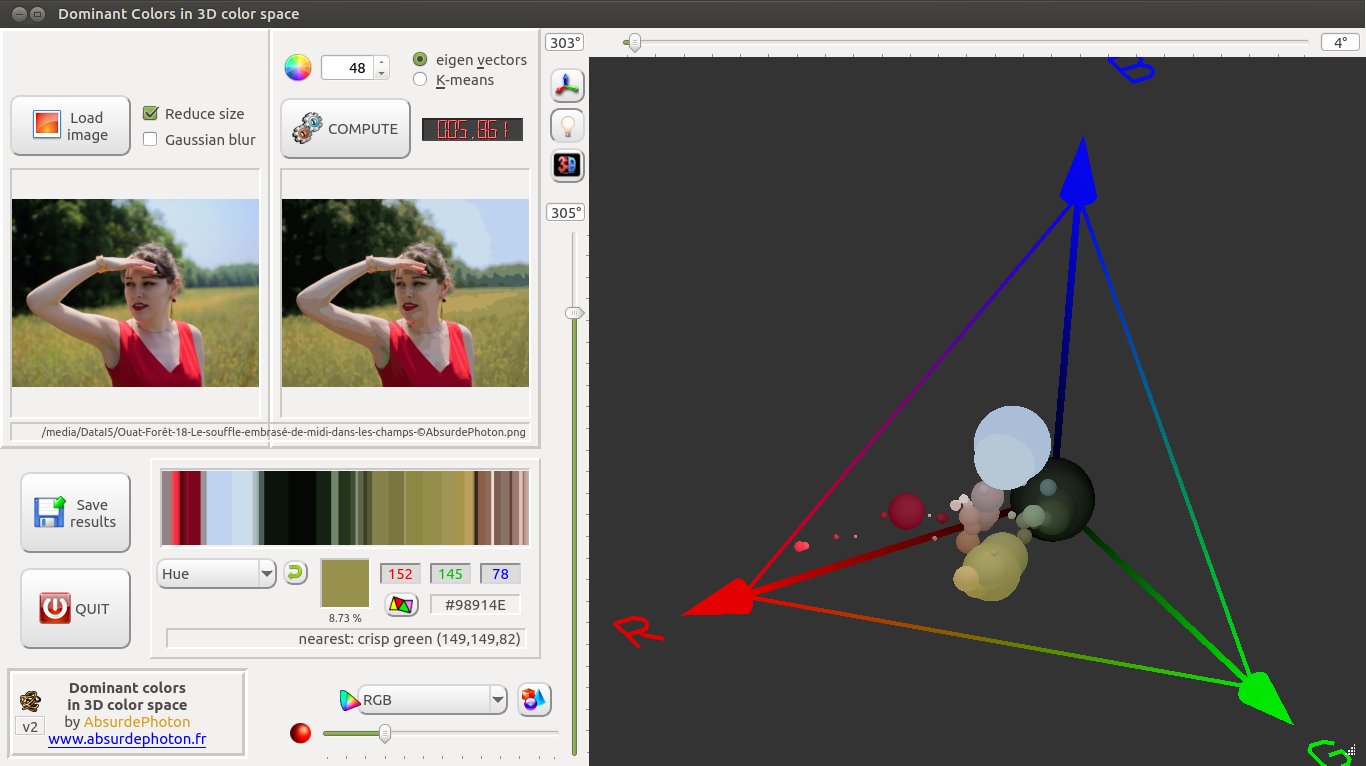 Dominant Colors in 3D color space
303°
4°
48
eigen vectors
K-means
Load
image
Reduce size
Gaussian blur
COMPUTE
005.861
3D
305°
B
/media/DataI5/Ouat-Forêt-18-Le-souffle-embrasé-de-midi-dans-les-champs-©AbsurdePhoton.png
Save
results
Hue
152
145
78
#98914E
8.73 %
QUIT
nearest: crisp green (149,149,82)
R
Dominant colors
in 3D color space
by AbsurdePhoton
v2
www.absurdephoton.fr
RGB
G